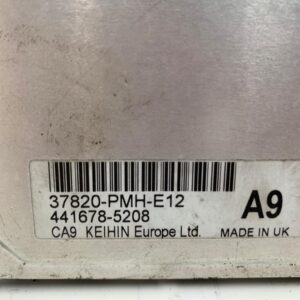 37820-PMH-E12
441678-5208
A9
CA9 KEIHIN Europe Ltd. MADE IN UK